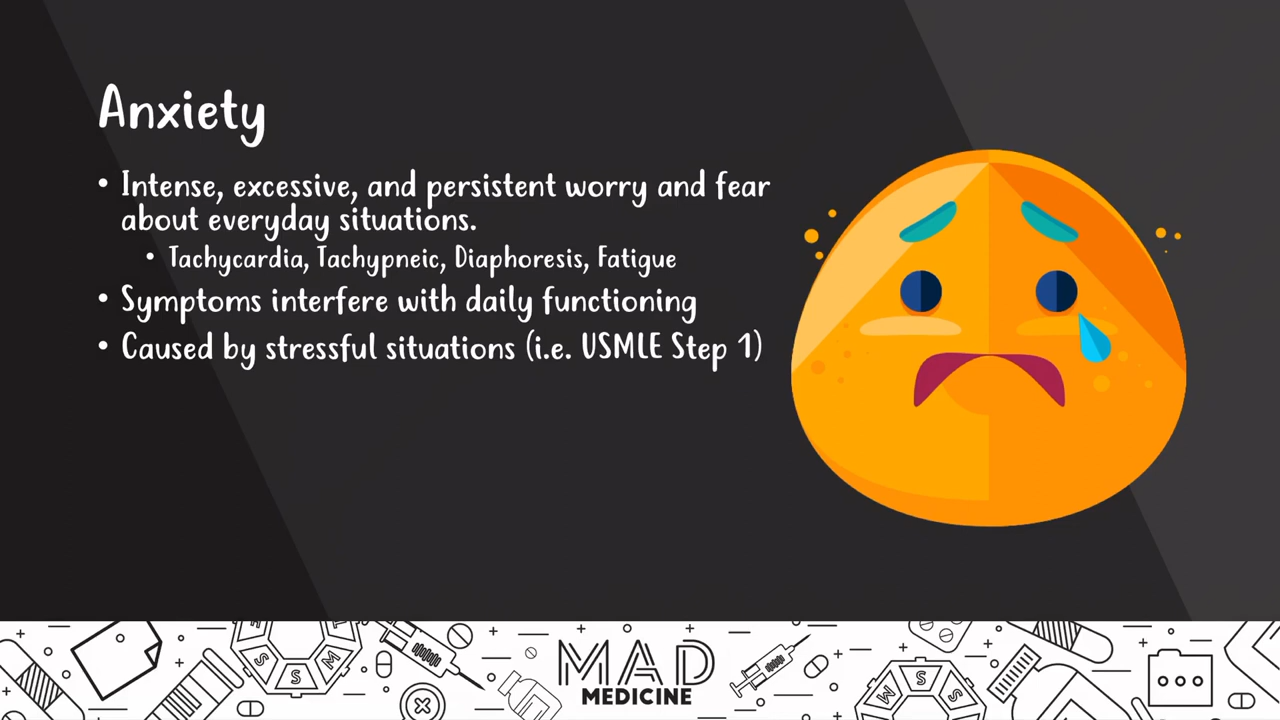 Anxiety
• Intense, excessive, and persistent worry and fear
about everyday situations.
• Tachycardia, Tachypneic, Diaphoresis, Fatigue
• Symptoms interfere with daily functioning
• Caused by stressful situations (i.e. USMLE Step 1)
S S M
MAD
MEDICINE
M S S